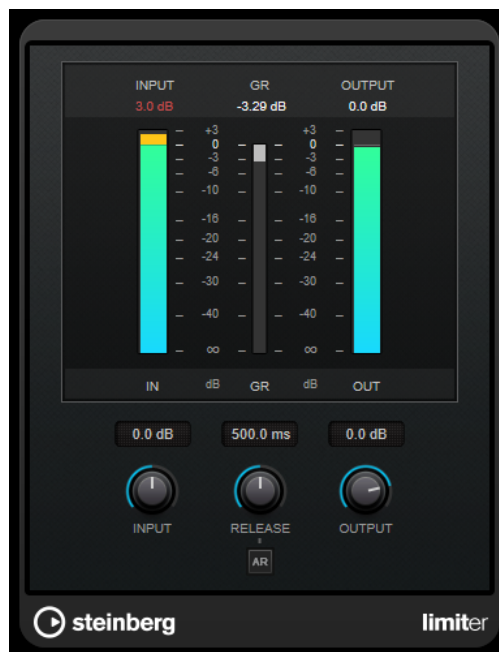 INPUT GR OUTPUT
3.0 dB -3.29 dB 0.0 dB
+3 +3
0 0
-3 -3
-6 -6
-10 -10
-16 -16
-20 -20
-24 -24
-30 -30
-40 -40
∞ ∞
IN dB GR dB OUT
0.0 dB 500.0 ms 0.0 dB
INPUT RELEASE OUTPUT
AR
steinberg limiter